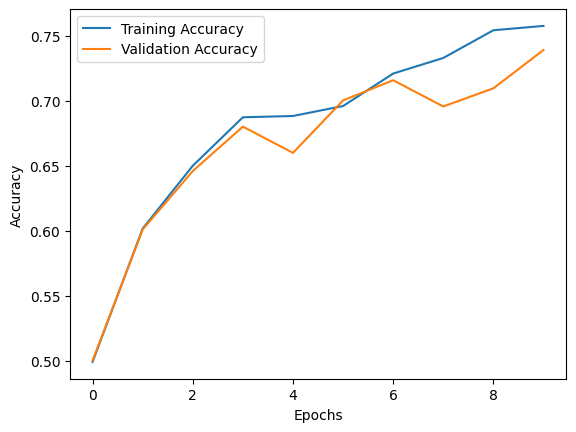 Training Accuracy
Validation Accuracy
0.75
0.70
0.65
0.60
0.55
0.50
Accuracy
0 2 4 6 8
Epochs